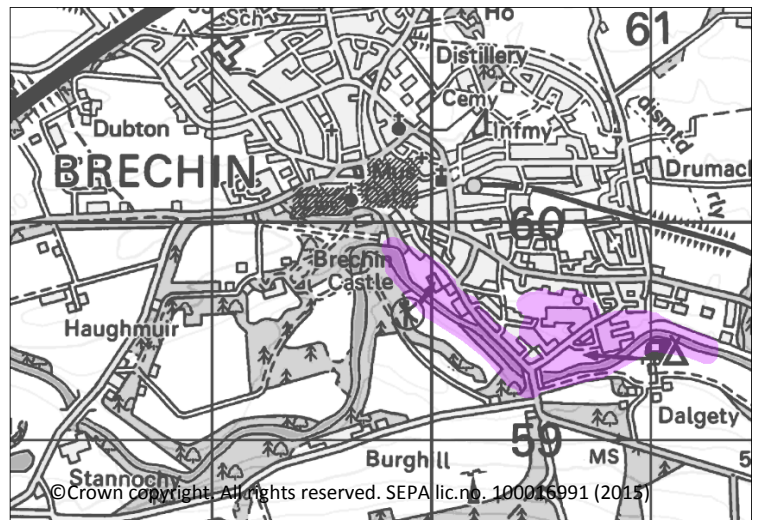 Sch
Ho
61
Distillery
Cemy
Infmy
dismtd
rly
Dubton
BRECHIN
Mus
Drumach
60
Brechin
Castle
Haughmuir
Dalgety
59
Burghill
MS
5
Stannochy
©Crown copyright. All rights reserved. SEPA lic.no. 100016991 (2015)